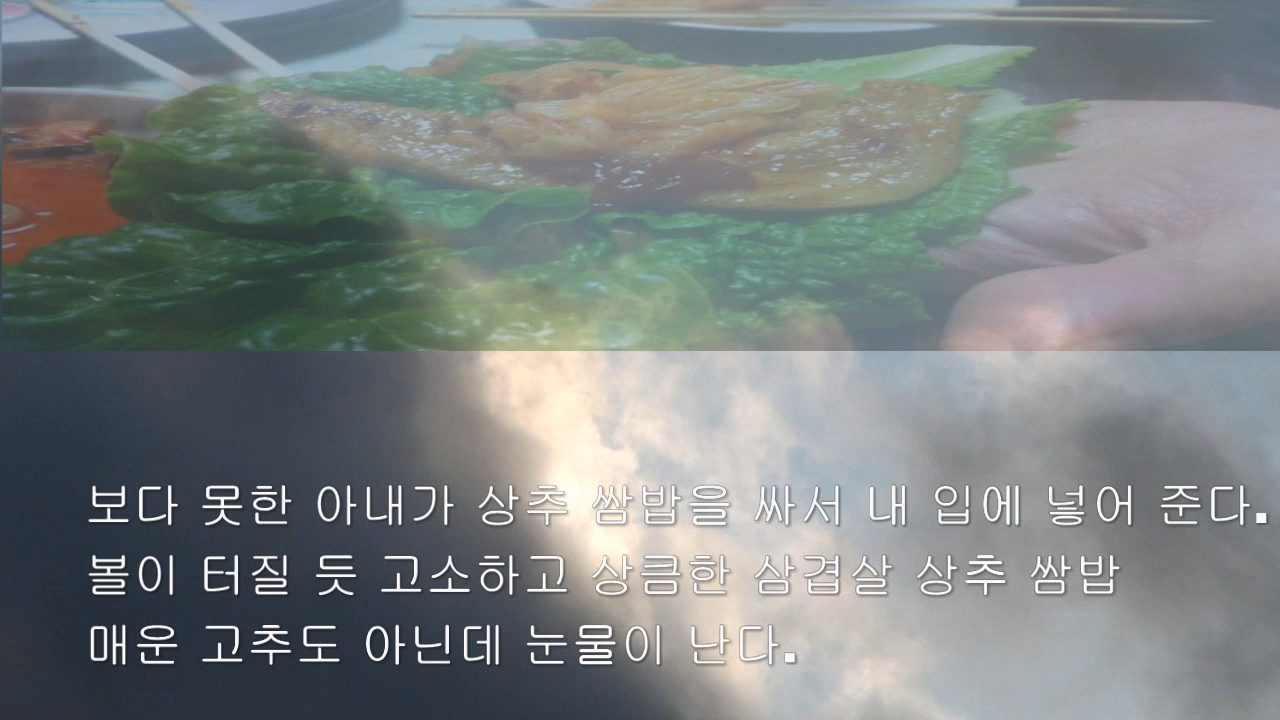 보다 못한 아내가 상추 쌈밥을 싸서 내 입에 넣어 준다.
볼이 터질 듯 고소하고 상큼한 삼겹살 상추 쌈밥
매운 고추도 아닌데 눈물이 난다.